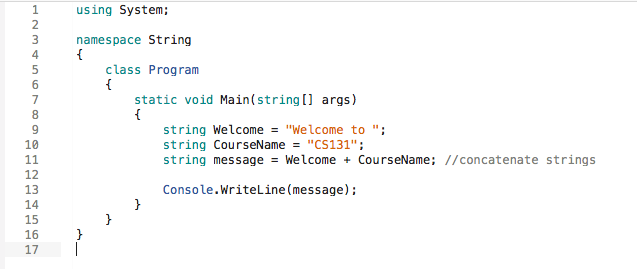 1 using System;
2
3 namespace String
4 {
5     class Program
6     {
7         static void Main(string[] args)
8         {
9             string Welcome = "Welcome to ";
10             string CourseName = "CS131";
11             string message = Welcome + CourseName; //concatenate strings
12
13             Console.WriteLine(message);
14         }
15     }
16 }
17